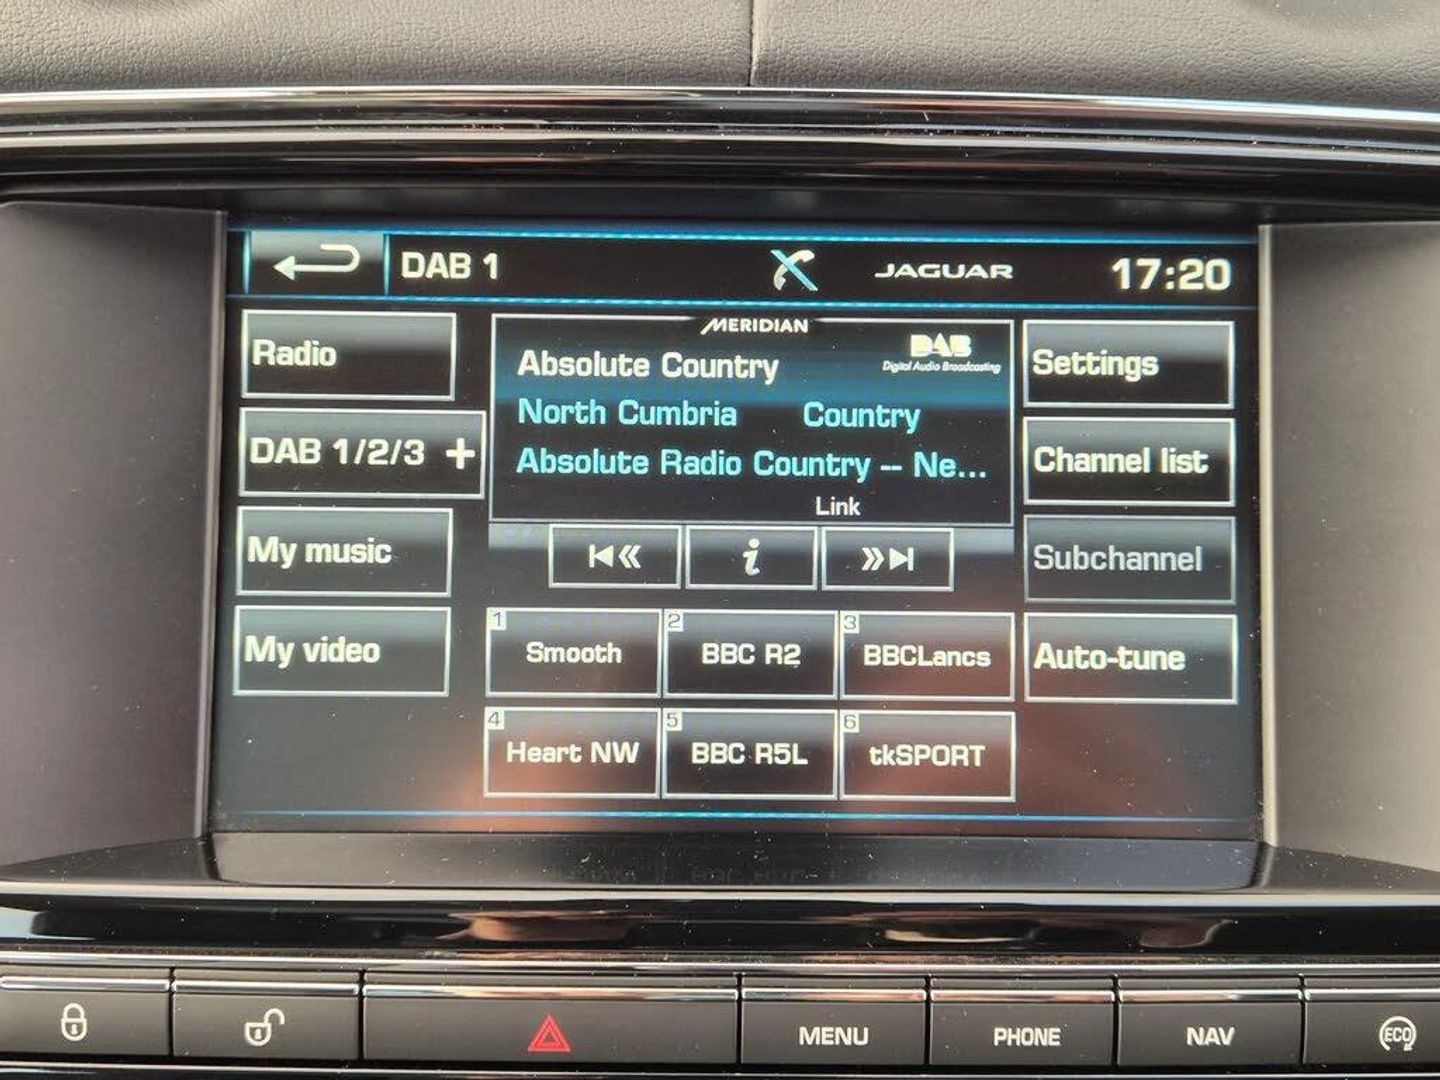 DAB 1
JAGUAR
17:20
Radio
DAB 1/2/3 +
My music
My video
MERIDIAN
Absolute Country
DAB
Digital Audio Broadcasting
North Cumbria Country
Absolute Radio Country -- Ne...
Link
i
Settings
Channel list
Subchannel
Auto-tune
1
Smooth
2
BBC R2
3
BBCLancs
4
Heart NW
5
BBC R5L
6
tkSPORT
MENU
PHONE
NAV
ECO